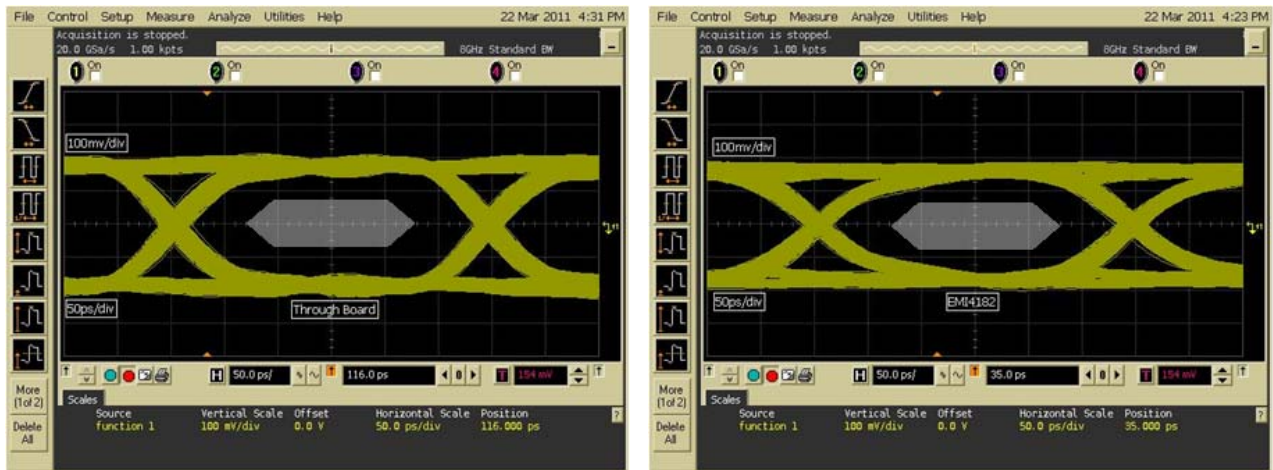 File Control Setup Measure Analyze Utilities Help 22 Mar 2011 4:31 PM
Acquisition is stopped.
20.0 GSa/s 1.00 kpts
8GHz Standard BW
1 On 2 On 3 On 4 On
100mv/div
50ps/div
Through Board
More
(1of 2)
Delete
All
H 50.0 ps/ 116.0 ps 0 T 154 mV
Scales
Source Vertical Scale Offset Horizontal Scale Position
function 1 100 mV/div 0.0 V 50.0 ps/div 116.000 ps
?
File Control Setup Measure Analyze Utilities Help 22 Mar 2011 4:23 PM
Acquisition is stopped.
20.0 GSa/s 1.00 kpts
8GHz Standard BW
1 On 2 On 3 On 4 On
100mv/div
50ps/div
EMI4182
More
(1of 2)
Delete
All
H 50.0 ps/ 35.0 ps 0 T 154 mV
Scales
Source Vertical Scale Offset Horizontal Scale Position
function 1 100 mV/div 0.0 V 50.0 ps/div 35.000 ps
?